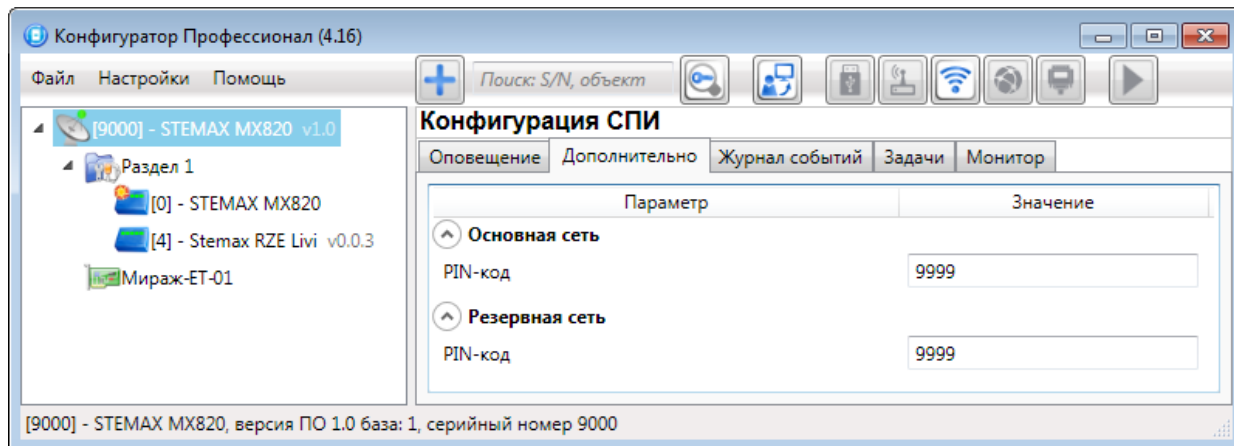 Конфигуратор Профессионал (4.16)
Файл Настройки Помощь
Поиск: S/N, объект
[9000] - STEMAX MX820 v1.0
Раздел 1
[0] - STEMAX MX820
[4] - Stemax RZE Livi v0.0.3
Мираж-ET-01
Конфигурация СПИ
Оповещение Дополнительно Журнал событий Задачи Монитор
Параметр Значение
Основная сеть
PIN-код 9999
Резервная сеть
PIN-код 9999
[9000] - STEMAX MX820, версия ПО 1.0 база: 1, серийный номер 9000